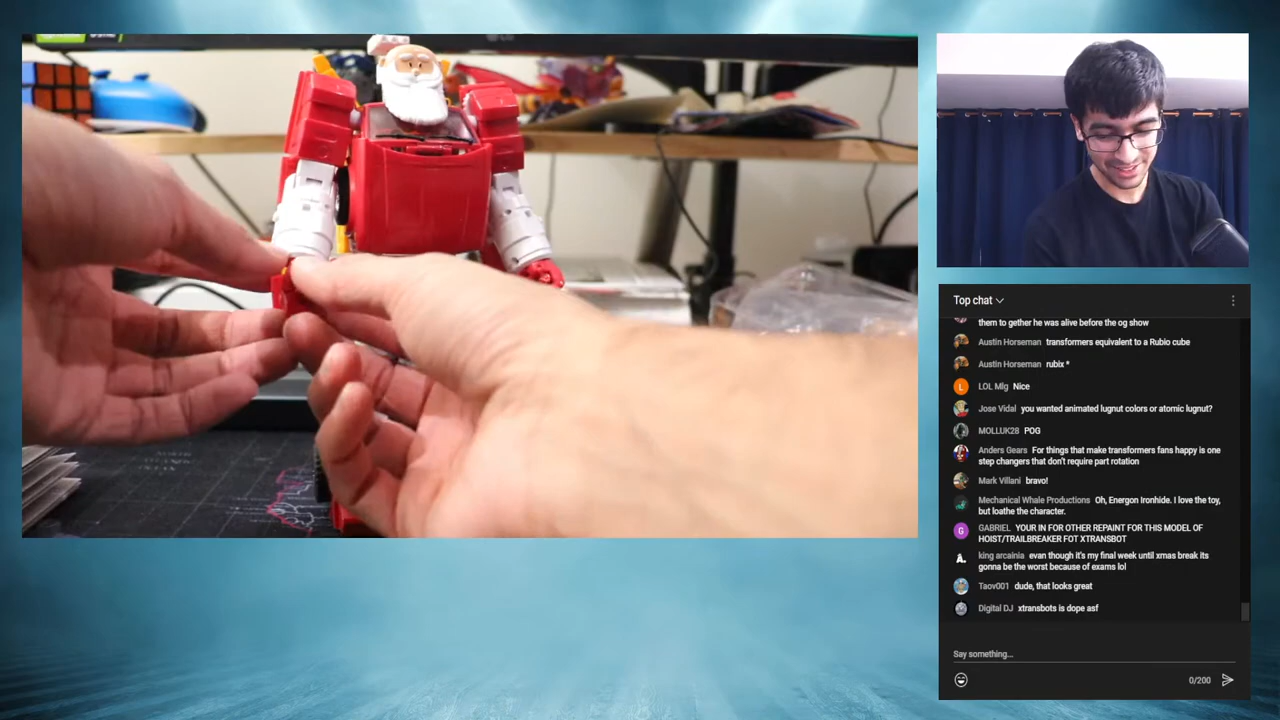 Top chat
them to gether he was alive before the og show
Austin Horseman transformers equivalent to a Rubio cube
Austin Horseman rubix *
L LOL Mlg Nice
Jose Vidal you wanted animated lugnut colors or atomic lugnut?
MOLLUK28 POG
Anders Gears For things that make transformers fans happy is one
step changers that don't require part rotation
Mark Villani bravo!
Mechanical Whale Productions Oh, Energon Ironhide. I love the toy,
but loathe the character.
G GABRIEL YOUR IN FOR OTHER REPAINT FOR THIS MODEL OF
HOIST/TRAILBREAKER FOT XTRANSBOT
A. king arcainia evan though it's my final week until xmas break its
gonna be the worst because of exams lol
Taov001 dude, that looks great
Digital DJ xtransbots is dope asf
Say something...
0/200